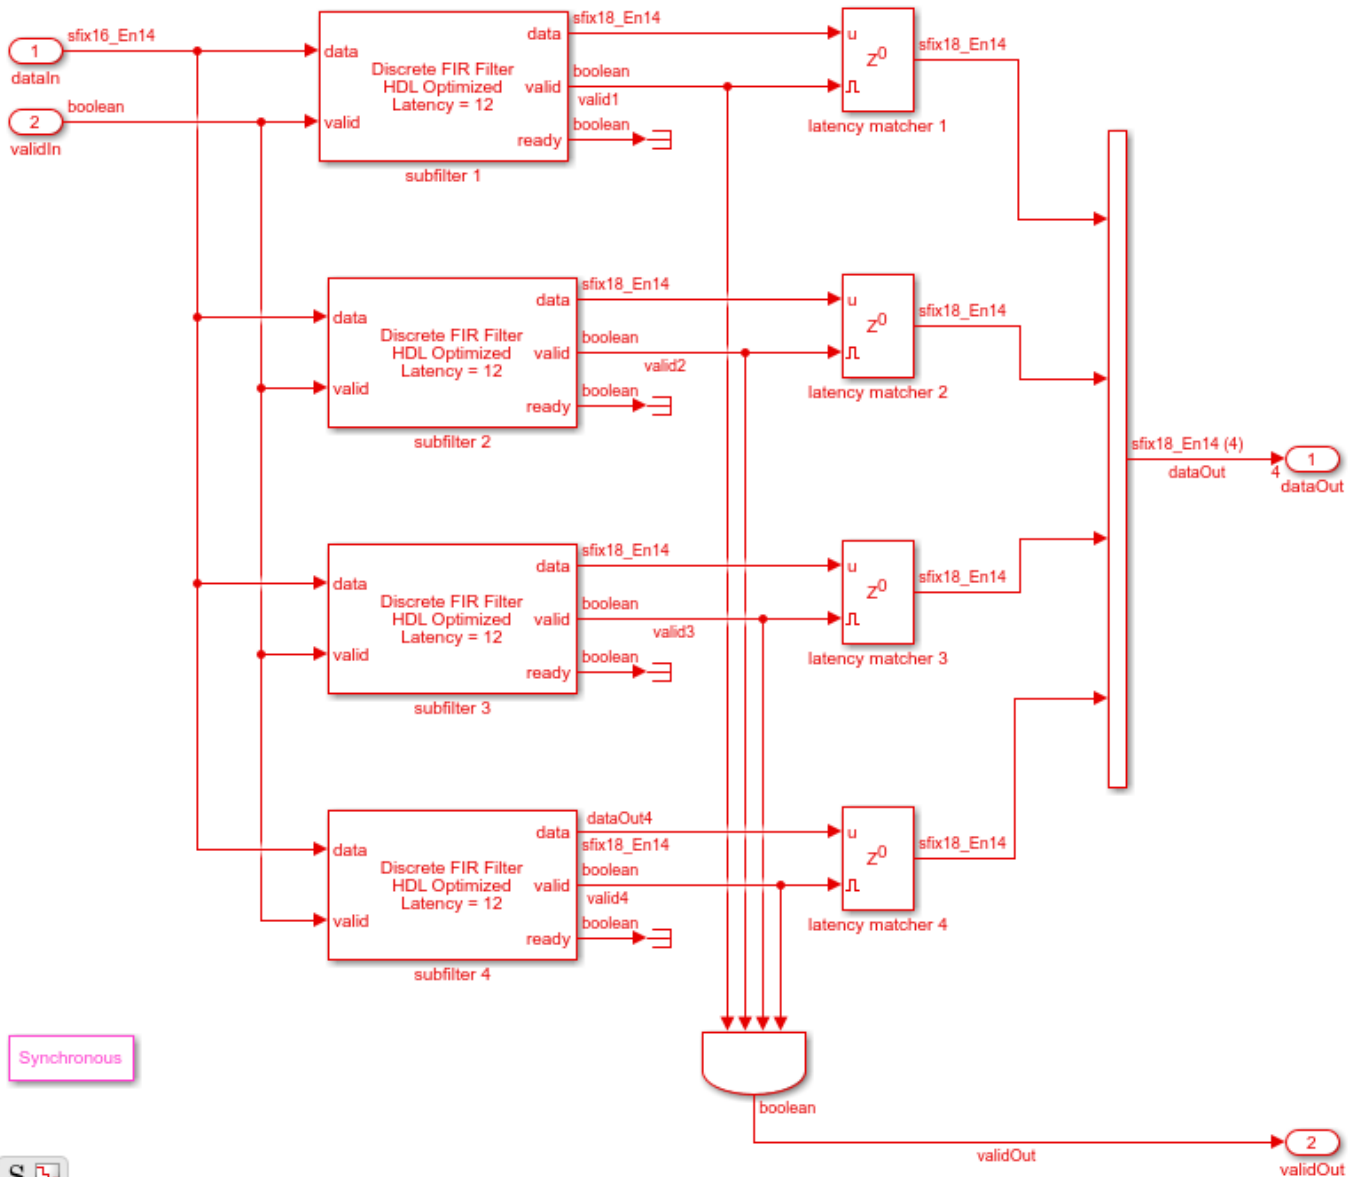 sfix16_En14
1
dataIn
boolean
2
validIn
data
valid
Discrete FIR Filter
HDL Optimized
Latency = 12
data
valid
ready
subfilter 1
sfix18_En14
boolean
valid1
boolean
u
Z0
latency matcher 1
sfix18_En14
data
valid
Discrete FIR Filter
HDL Optimized
Latency = 12
data
valid
ready
subfilter 2
sfix18_En14
boolean
valid2
boolean
u
Z0
latency matcher 2
sfix18_En14
sfix18_En14 (4)
dataOut
4
1
dataOut
data
valid
Discrete FIR Filter
HDL Optimized
Latency = 12
data
valid
ready
subfilter 3
sfix18_En14
boolean
valid3
boolean
u
Z0
latency matcher 3
sfix18_En14
data
valid
Discrete FIR Filter
HDL Optimized
Latency = 12
data
valid
ready
subfilter 4
dataOut4
sfix18_En14
boolean
valid4
boolean
u
Z0
latency matcher 4
sfix18_En14
Synchronous
boolean
validOut
2
validOut
S